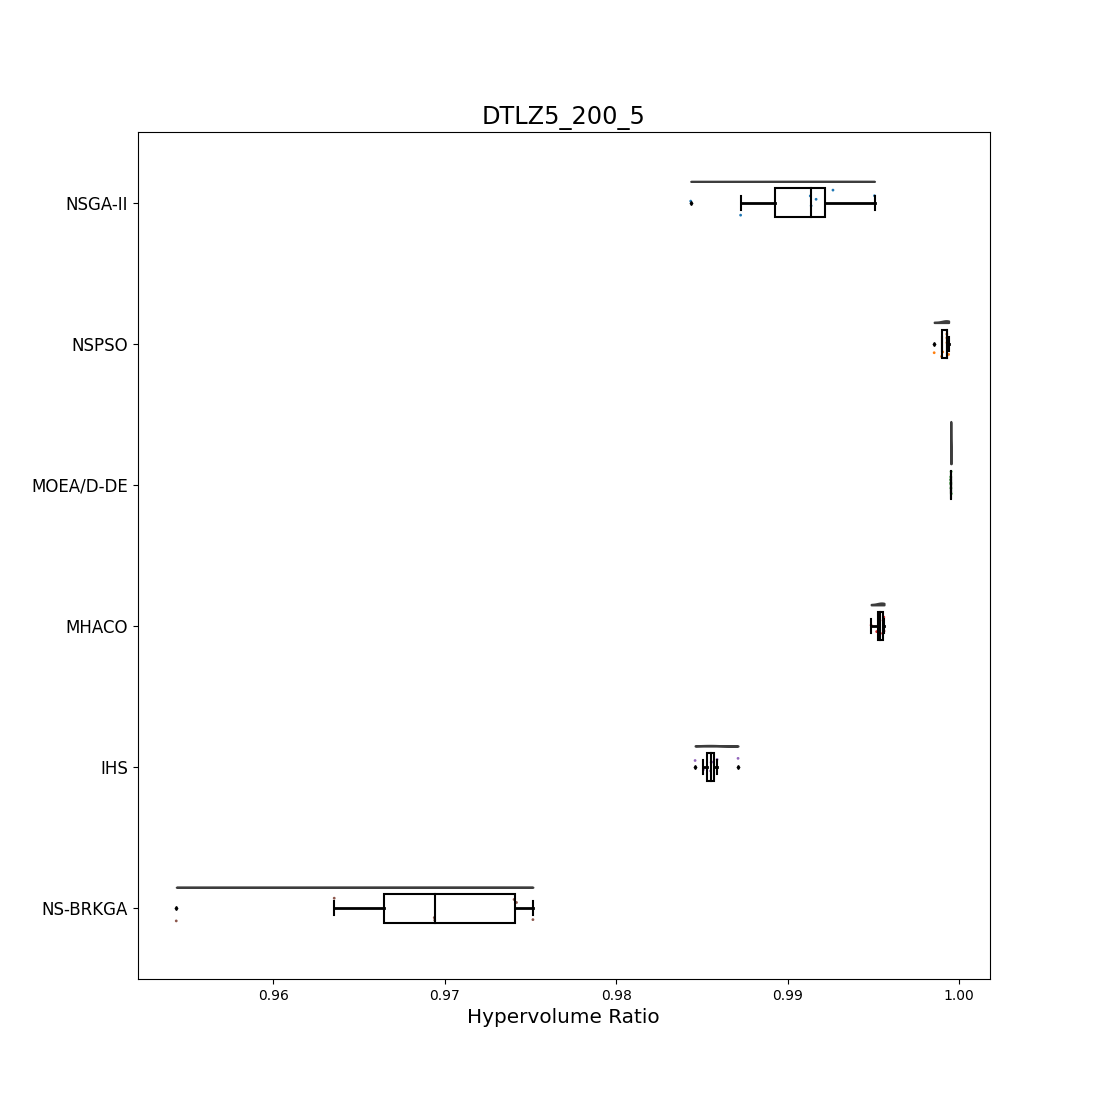 DTLZ5_200_5
NSGA-II
NSPSO
MOEA/D-DE
MHACO
IHS
NS-BRKGA
0.96 0.97 0.98 0.99 1.00
Hypervolume Ratio